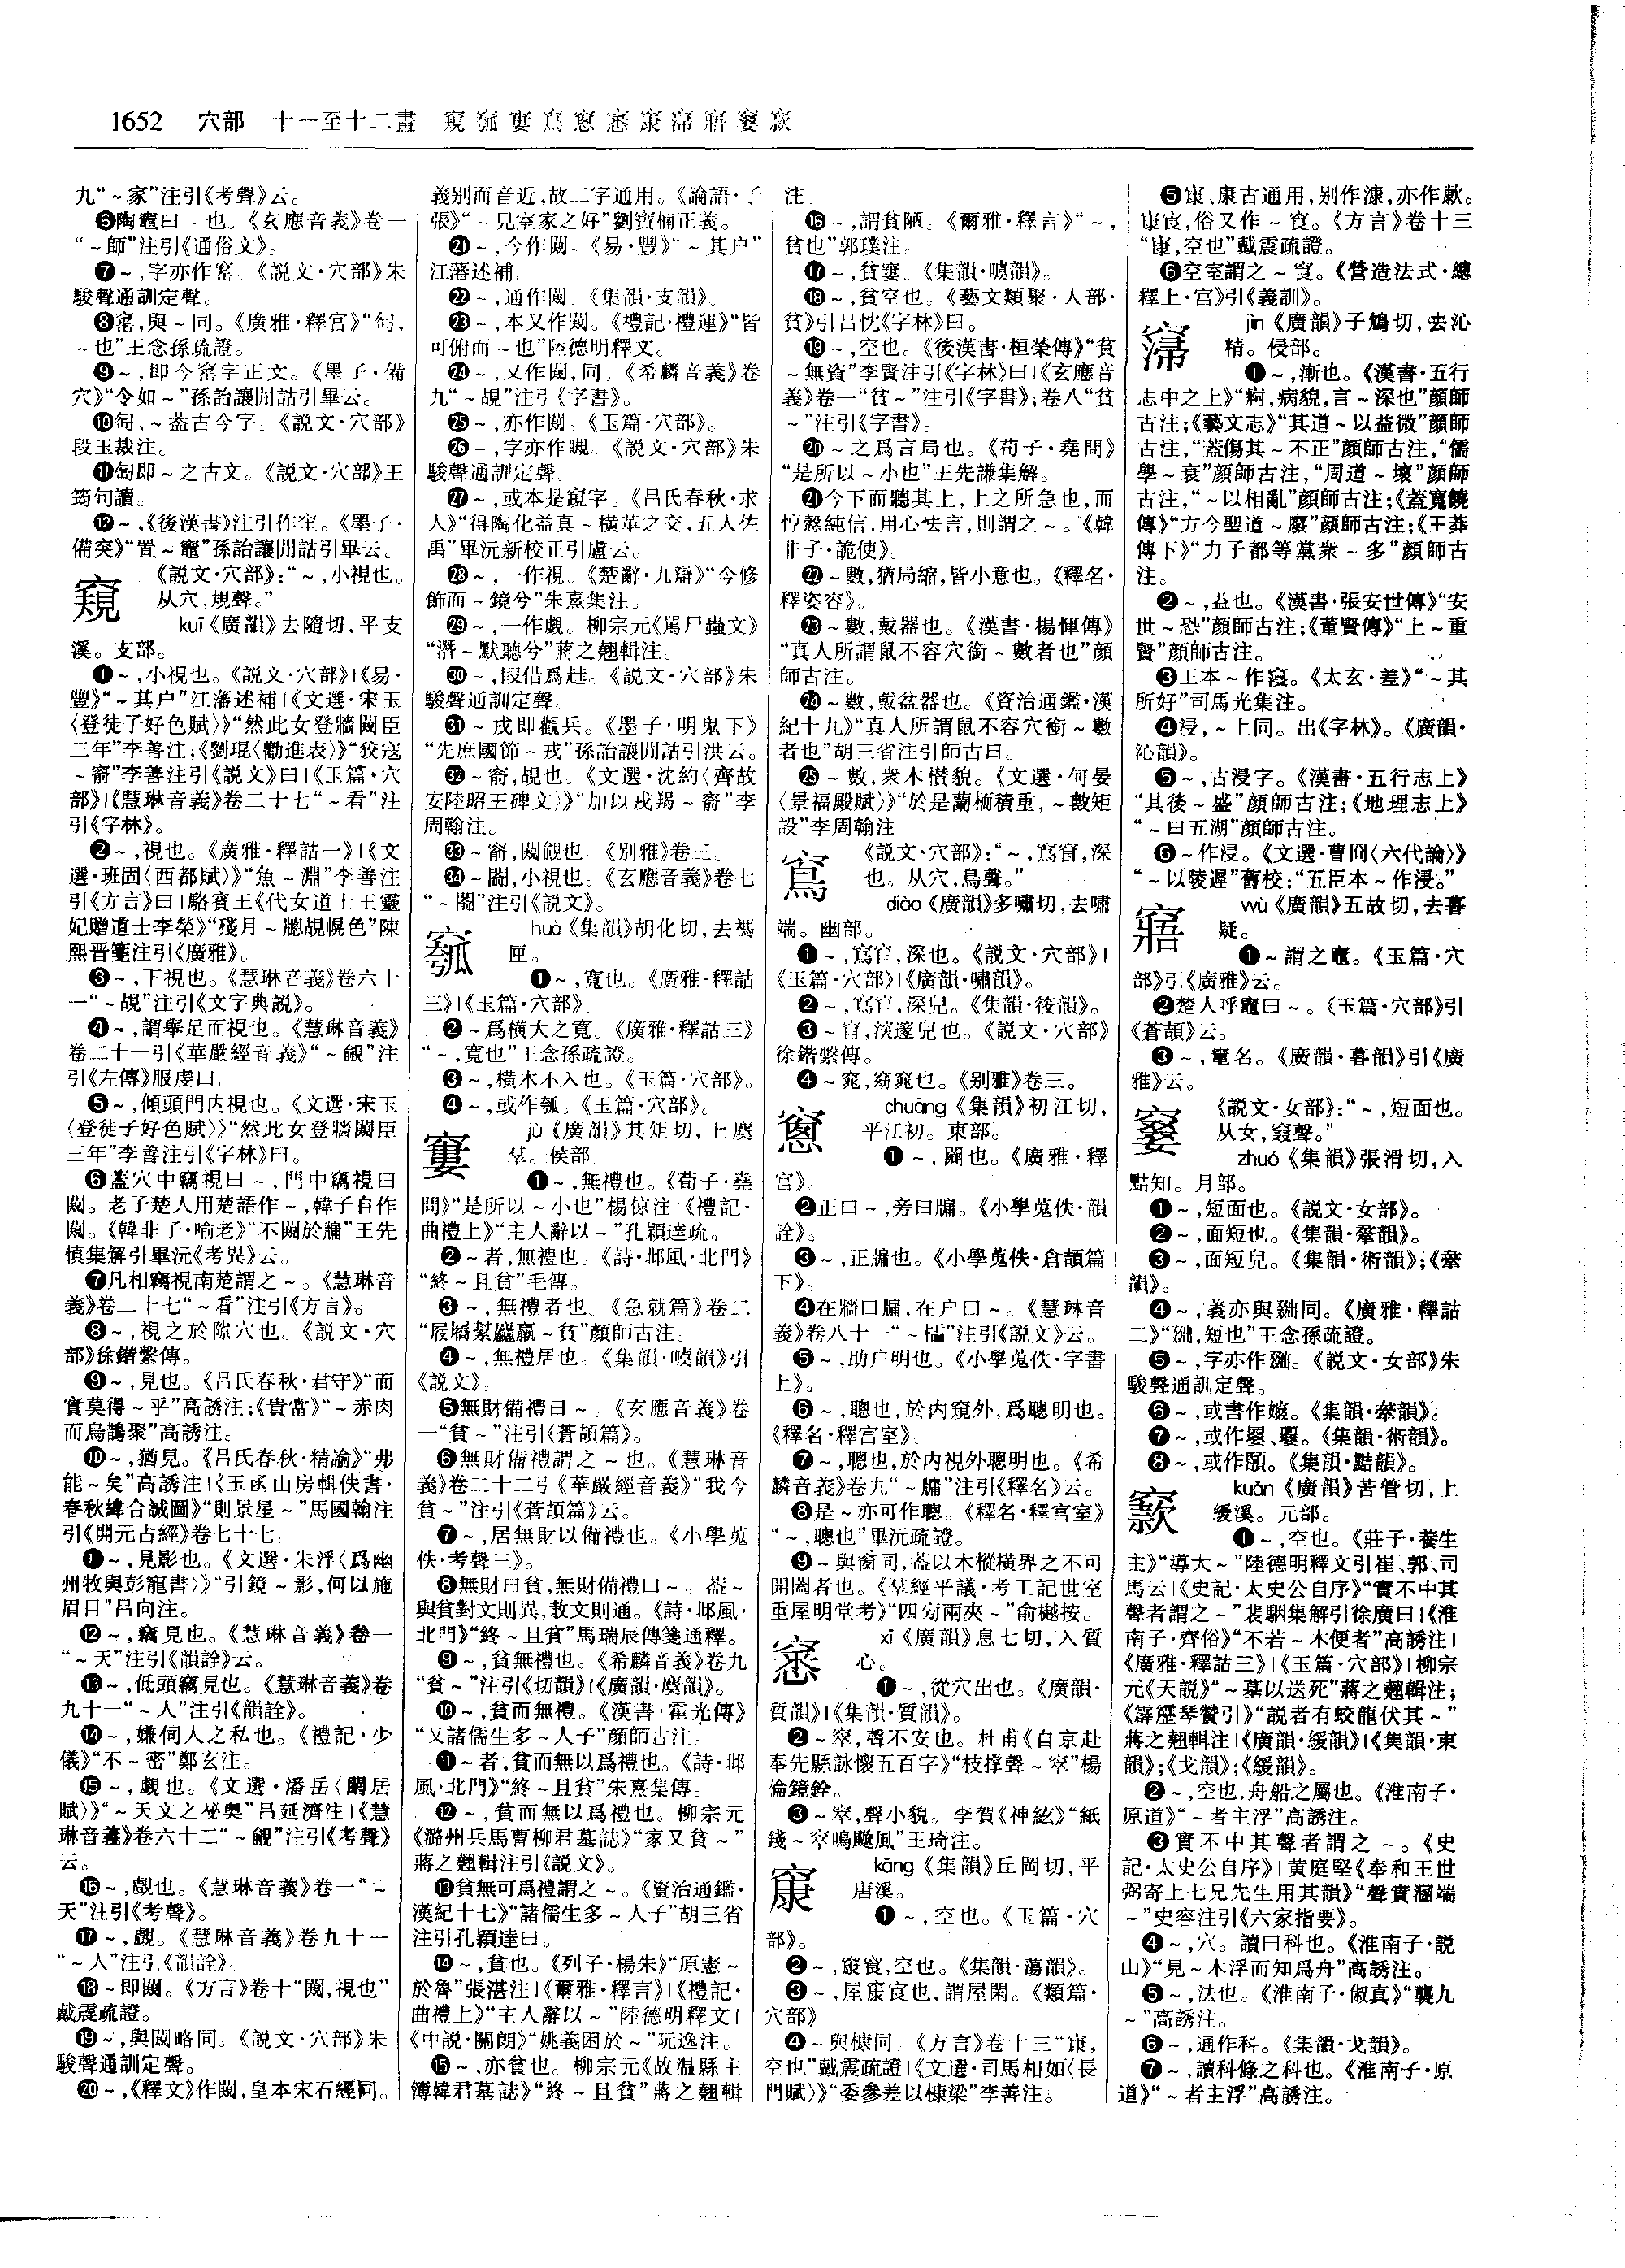 1652 穴部 十一至十二畫 窺窳窶窵窻窸康𥧲寤窭窾
九“~家”注引《考聲》云。
❻陶竈曰~也。《玄應音義》卷一
“~師”注引《通俗文》。
❼~,字亦作窰。《説文·穴部》朱
駿聲通訓定聲。
❽窰,與~同。《廣雅·釋宫》“匋,
~也”王念孫疏證。
❾~,即今窰字正文。《墨子·備
穴》“令如~”孫詒讓閒詁引畢云。
❿匋、~蓋古今字。《説文·穴部》
段玉裁注。
⓫匋即~之古文。《説文·穴部》王
筠句讀。
⓬~,《後漢書》注引作窐。《墨子·
備突》“置~竈”孫詒讓閒詁引畢云。
窺 《説文·穴部》:“~,小視也。
从穴,規聲。”
kuī《廣韻》去隨切,平支
溪。支部。
❶~,小視也。《説文·穴部》|《易·
豐》“~其户”江藩述補|《文選·宋玉
〈登徒子好色賦〉》“然此女登牆闚臣
三年”李善注;《劉琨〈勸進表〉》“狡寇
~窬”李善注引《説文》曰|《玉篇·穴
部》|《慧琳音義》卷二十七“~看”注
引《字林》。
❷~,視也。《廣雅·釋詁一》|《文
選·班固〈西都賦〉》“魚~淵”李善注
引《方言》曰|駱賓王《代女道士王靈
妃贈道士李榮》“殘月~牕覘幌色”陳
熙晋箋注引《廣雅》。
❸~,下視也。《慧琳音義》卷六十
一“~覘”注引《文字典説》。
❹~,謂舉足而視也。《慧琳音義》
卷二十一引《華嚴經音義》“~覦”注
引《左傳》服虔曰。
❺~,傾頭門内視也。《文選·宋玉
〈登徒子好色賦〉》“然此女登牆闚臣
三年”李善注引《字林》曰。
❻蓋穴中竊視曰~,門中竊視曰
闚。老子楚人用楚語作~,韓子自作
闚。《韓非子·喻老》“不闚於牖”王先
慎集解引畢沅《考異》云。
❼凡相竊視南楚謂之~。《慧琳音
義》卷二十七“~看”注引《方言》。
❽~,視之於隙穴也。《説文·穴
部》徐鍇繫傳。
❾~,見也。《吕氏春秋·君守》“而
實莫得~乎”高誘注;《貴當》“~赤肉
而烏鵲聚”高誘注。
❿~,猶見。《吕氏春秋·精諭》“弗
能~矣”高誘注|《玉函山房輯佚書·
春秋緯合誠圖》“則景星~”馬國翰注
引《開元占經》卷七十七。
⓫~,見影也。《文選·朱浮〈爲幽
州牧與彭寵書〉》“引鏡~影,何以施
眉目”吕向注。
⓬~,竊見也。《慧琳音義》卷一
“~天”注引《韻詮》云。
⓭~,低頭竊見也。《慧琳音義》卷
九十一“~人”注引《韻詮》。
⓮~,嫌伺人之私也。《禮記·少
儀》“不~密”鄭玄注。
⓯~,覷也。《文選·潘岳〈閑居
賦〉》“~天文之祕奥”吕延濟注|《慧
琳音義》卷六十二“~覦”注引《考聲》
云。
⓰~,覰也。《慧琳音義》卷一“~
天”注引《考聲》。
⓱~,覰。《慧琳音義》卷九十一
“~人”注引《韻詮》。
⓲~即闚。《方言》卷十“闚,視也”
戴震疏證。
⓳~,與闚略同。《説文·穴部》朱
駿聲通訓定聲。
⓴~,《釋文》作闚,皇本宋石經同。
義别而音近,故二字通用。《論語·子
張》“~見室家之好”劉寶楠正義。
㉑~,今作闚。《易·豐》“~其户”
江藩述補。
㉒~,通作闚。《集韻·支韻》。
㉓~,本又作闚。《禮記·禮運》“皆
可俯而~也”陸德明釋文。
㉔~,又作闚,同。《希麟音義》卷
九“~覘”注引《字書》。
㉕~,亦作闚。《玉篇·穴部》。
㉖~,字亦作瞡。《説文·穴部》朱
駿聲通訓定聲。
㉗~,或本是窺字。《吕氏春秋·求
人》“得陶化益真~横革之交,五人佐
禹”畢沅新校正引盧云。
㉘~,一作視。《楚辭·九辯》“今修
飾而~鏡兮”朱熹集注。
㉙~,一作覷。柳宗元《駡尸蟲文》
“潛~默聽兮”蔣之翹輯注。
㉚~,叚借爲䞨。《説文·穴部》朱
駿聲通訓定聲。
㉛~戎即觀兵。《墨子·明鬼下》
“先庶國節~戎”孫詒讓閒詁引洪云。
㉜~窬,覘也。《文選·沈約〈齊故
安陸昭王碑文〉》“加以戎羯~窬”李
周翰注。
㉝~窬,闚覦也。《别雅》卷三。
㉞~𨵩,小視也。《玄應音義》卷七
“~𨵩”注引《説文》。
huò《集韻》胡化切,去禡
匣。
❶~,寬也。《廣雅·釋詁
三》|《玉篇·穴部》。
❷~爲横大之寬。《廣雅·釋詁三》
“~,寬也”王念孫疏證。
❸~,横木不入也。《玉篇·穴部》。
❹~,或作瓠。《玉篇·穴部》。
窶 jù《廣韻》其矩切,上麌
羣。侯部。
❶~,無禮也。《荀子·堯
問》“是所以~小也”楊倞注|《禮記·
曲禮上》“主人辭以~”孔穎達疏。
❷~者,無禮也。《詩·邶風·北門》
“終~且貧”毛傳。
❸~,無禮者也。《急就篇》卷二
“屐屩絜麤羸~貧”顔師古注。
❹~,無禮居也。《集韻·噳韻》引
《説文》。
❺無財備禮曰~。《玄應音義》卷
一“貧~”注引《蒼頡篇》。
❻無財備禮謂之~也。《慧琳音
義》卷二十二引《華嚴經音義》“我今
貧~”注引《蒼頡篇》云。
❼~,居無財以備禮也。《小學蒐
佚·考聲三》。
❽無財曰貧,無財備禮曰~。蓋~
與貧對文則異,散文則通。《詩·邶風·
北門》“終~且貧”馬瑞辰傳箋通釋。
❾~,貧無禮也。《希麟音義》卷九
“貧~”注引《切韻》|《廣韻·麌韻》。
❿~,貧而無禮。《漢書·霍光傳》
“又諸儒生多~人子”顔師古注。
⓫~者,貧而無以爲禮也。《詩·邶
風·北門》“終~且貧”朱熹集傳。
⓬~,貧而無以爲禮也。柳宗元
《潞州兵馬曹柳君墓誌》“家又貧~”
蔣之翹輯注引《説文》。
⓭貧無可爲禮謂之~。《資治通鑑·
漢紀十七》“諸儒生多~人子”胡三省
注引孔穎達曰。
⓮~,貧也。《列子·楊朱》“原憲~
於魯”張湛注|《爾雅·釋言》|《禮記·
曲禮上》“主人辭以~”陸德明釋文|
《中説·關朗》“姚義困於~”阮逸注。
⓯~,亦貧也。柳宗元《故温縣主
簿韓君墓誌》“終~且貧”蔣之翹輯
注。
⓰~,謂貧陋。《爾雅·釋言》“~,
貧也”郭璞注。
⓱~,貧窶。《集韻·噳韻》。
⓲~,貧空也。《藝文類聚·人部·
貧》引吕忱《字林》曰。
⓳~,空也。《後漢書·桓榮傳》“貧
~無資”李賢注引《字林》曰|《玄應音
義》卷一“貧~”注引《字書》;卷八“貧
~”注引《字書》。
⓴~之爲言局也。《荀子·堯問》
“是所以~小也”王先謙集解。
㉑今下而聽其上,上之所急也,而
惇慤純信,用心怯言,則謂之~。《韓
非子·詭使》。
㉒~數,猶局縮,皆小意也。《釋名·
釋姿容》。
㉓~數,戴器也。《漢書·楊惲傳》
“真人所謂鼠不容穴銜~數者也”顔
師古注。
㉔~數,戴盆器也。《資治通鑑·漢
紀十九》“真人所謂鼠不容穴銜~數
者也”胡三省注引師古曰。
㉕~數,衆木櫕貌。《文選·何晏
〈景福殿賦〉》“於是蘭栭積重,~數矩
設”李周翰注。
窵 《説文·穴部》:“~,窵窅,深
也。从穴,鳥聲。”
diào《廣韻》多嘯切,去嘯
端。幽部。
❶~,窵窅,深也。《説文·穴部》|
《玉篇·穴部》|《廣韻·嘯韻》。
❷~,窵窅,深皃。《集韻·篠韻》。
❸~窅,深邃皃也。《説文·穴部》
徐鍇繫傳。
❹~窕,窈窕也。《别雅》卷三。
窻 chuāng《集韻》初江切,
平江初。東部。
❶~,闢也。《廣雅·釋
宫》。
❷正曰~,旁曰牖。《小學蒐佚·韻
詮》。
❸~,正牖也。《小學蒐佚·倉頡篇
下》。
❹在牆曰牖,在户曰~。《慧琳音
義》卷八十一“~櫺”注引《説文》云。
❺~,助户明也。《小學蒐佚·字書
上》。
❻~,聰也,於内窺外,爲聰明也。
《釋名·釋宫室》。
❼~,聰也,於内視外聰明也。《希
麟音義》卷九“~牖”注引《釋名》云。
❽是~亦可作聰。《釋名·釋宫室》
“~,聰也”畢沅疏證。
❾~與窗同,蓋以木縱横界之不可
開闔者也。《羣經平議·考工記世室
重屋明堂考》“四旁兩夾~”俞樾按。
窸 xī《廣韻》息七切,入質
心。
❶~,從穴出也。《廣韻·
質韻》|《集韻·質韻》。
❷~窣,聲不安也。杜甫《自京赴
奉先縣詠懷五百字》“枝撑聲~窣”楊
倫鏡銓。
❸~窣,聲小貌。李賀《神絃》“紙
錢~窣鳴䬃風”王琦注。
kāng《集韻》丘岡切,平
唐溪。
❶~,空也。《玉篇·穴
部》。
❷~,窾㝗,空也。《集韻·蕩韻》。
❸~,屋㝩㝗也,謂屋閑。《類篇·
穴部》。
❹~與槺同。《方言》卷十三“康,
空也”戴震疏證|《文選·司馬相如〈長
門賦〉》“委參差以槺梁”李善注。
❺康、康古通用,别作漮,亦作歑。
康㝗,俗又作~㝗。《方言》卷十三
“康,空也”戴震疏證。
❻空室謂之~㝗。《營造法式·總
釋上·宫》引《義訓》。
jìn《廣韻》子鴆切,去沁
精。侵部。
❶~,漸也。《漢書·五行
志中之上》“痾,病貌,言~深也”顔師
古注;《藝文志》“其道~以益微”顔師
古注,“蓋傷其~不正”顔師古注,“儒
學~衰”顔師古注,“周道~壞”顔師
古注,“~以相亂”顔師古注;《蓋寬饒
傳》“方今聖道~廢”顔師古注;《王莽
傳下》“力子都等黨衆~多”顔師古
注。
❷~,益也。《漢書·張安世傳》“安
世~恐”顔師古注;《董賢傳》“上~重
賢”顔師古注。
❸王本~作寖。《太玄·差》“~其
所好”司馬光集注。
❹浸,~上同。出《字林》。《廣韻·
沁韻》。
❺~,古浸字。《漢書·五行志上》
“其後~盛”顔師古注;《地理志上》
“~曰五湖”顔師古注。
❻~作浸。《文選·曹冏〈六代論〉》
“~以陵遲”舊校:“五臣本~作浸。”
wù《廣韻》五故切,去暮
疑。
❶~謂之竈。《玉篇·穴
部》引《廣雅》云。
❷楚人呼竈曰~。《玉篇·穴部》引
《蒼頡》云。
❸~,竈名。《廣韻·暮韻》引《廣
雅》云。
《説文·女部》:“~,短面也。
从女,窡聲。”
zhuó《集韻》張滑切,入
黠知。月部。
❶~,短面也。《説文·女部》。
❷~,面短也。《集韻·舝韻》。
❸~,面短皃。《集韻·術韻》;《舝
韻》。
❹~,義亦與䂐同。《廣雅·釋詁
二》“䂐,短也”王念孫疏證。
❺~,字亦作䂐。《説文·女部》朱
駿聲通訓定聲。
❻~,或書作嬼。《集韻·舝韻》。
❼~,或作㜞、㜞。《集韻·術韻》。
❽~,或作頢。《集韻·黠韻》。
窾 kuǎn《廣韻》苦管切,上
緩溪。元部。
❶~,空也。《莊子·養生
主》“導大~”陸德明釋文引崔、郭、司
馬云|《史記·太史公自序》“實不中其
聲者謂之~”裴駰集解引徐廣曰|《淮
南子·齊俗》“不若~木便者”高誘注|
《廣雅·釋詁三》|《玉篇·穴部》|柳宗
元《天説》“~墓以送死”蔣之翹輯注;
《霹靂琴贊引》“説者有蛟龍伏其~”
蔣之翹輯注|《廣韻·緩韻》|《集韻·東
韻》;《戈韻》;《緩韻》。
❷~,空也,舟船之屬也。《淮南子·
原道》“~者主浮”高誘注。
❸實不中其聲者謂之~。《史
記·太史公自序》|黄庭堅《奉和王世
弼寄上七兄先生用其韻》“聲實溷端
~”史容注引《六家指要》。
❹~,穴。讀曰科也。《淮南子·説
山》“見~木浮而知爲舟”高誘注。
❺~,法也。《淮南子·俶真》“襲九
~”高誘注。
❻~,通作科。《集韻·戈韻》。
❼~,讀科條之科也。《淮南子·原
道》“~者主浮”高誘注。